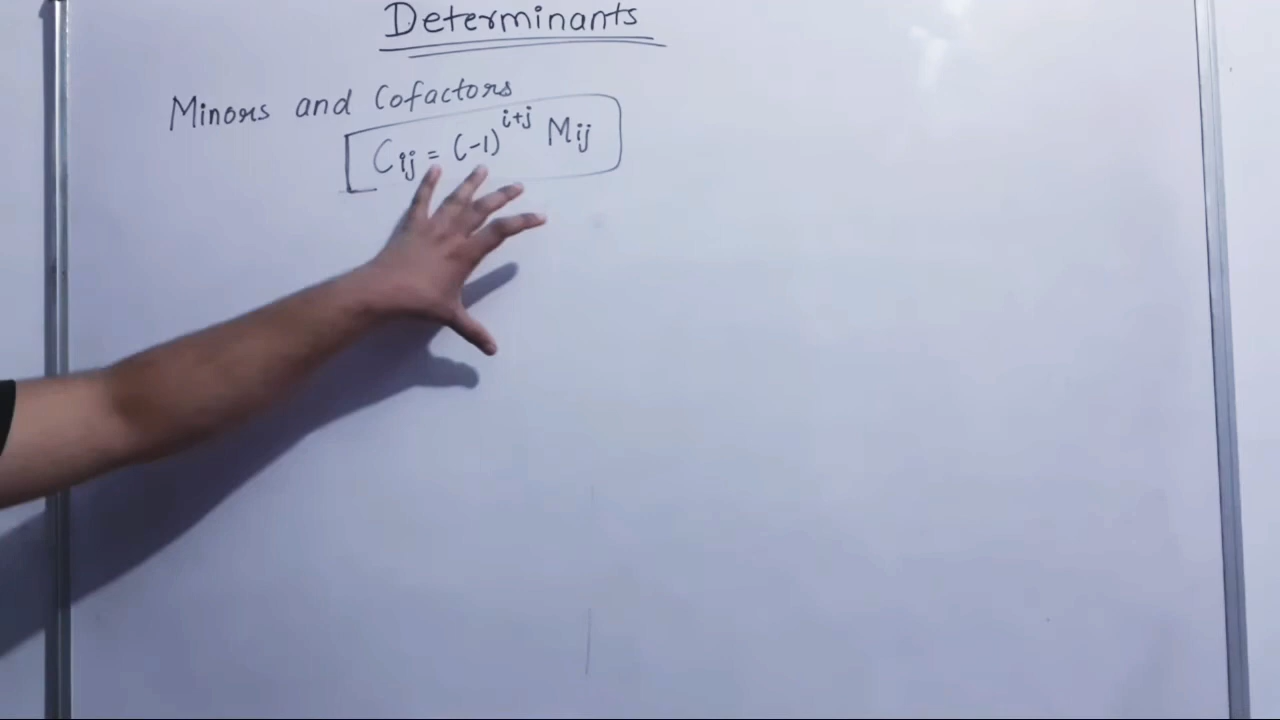 Determinants
Minors and Cofactors
Cij = (-1)^{i+j} Mij